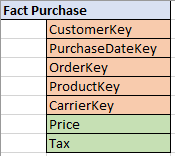 Fact Purchase
CustomerKey
PurchaseDateKey
OrderKey
ProductKey
CarrierKey
Price
Tax